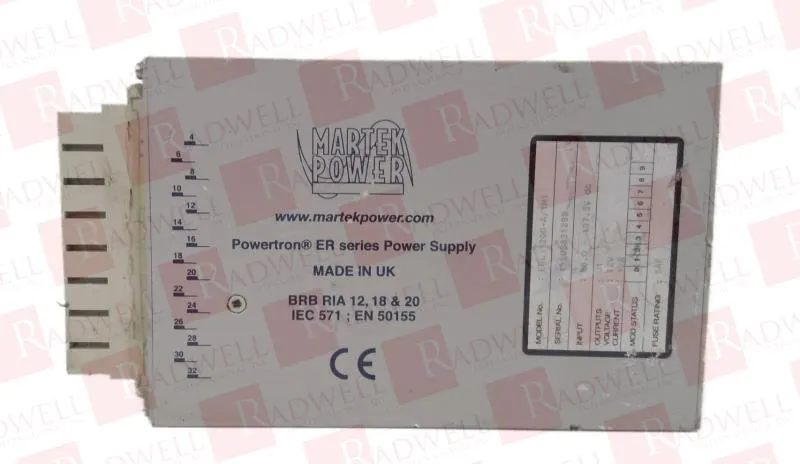 MARTEK
POWER
www.martekpower.com
Powertron® ER series Power Supply
MADE IN UK
BRB RIA 12, 18 & 20
IEC 571 ; EN 50155
CE
4
6
8
10
12
14
16
18
20
22
24
26
28
30
32
MODEL No. :
SERIAL No. :
INPUT :
OUTPUTS
VOLTAGE :
CURRENT :
MOD STATUS : 3 4 5 6 7 8 9
FUSE RATING :
RADWELL